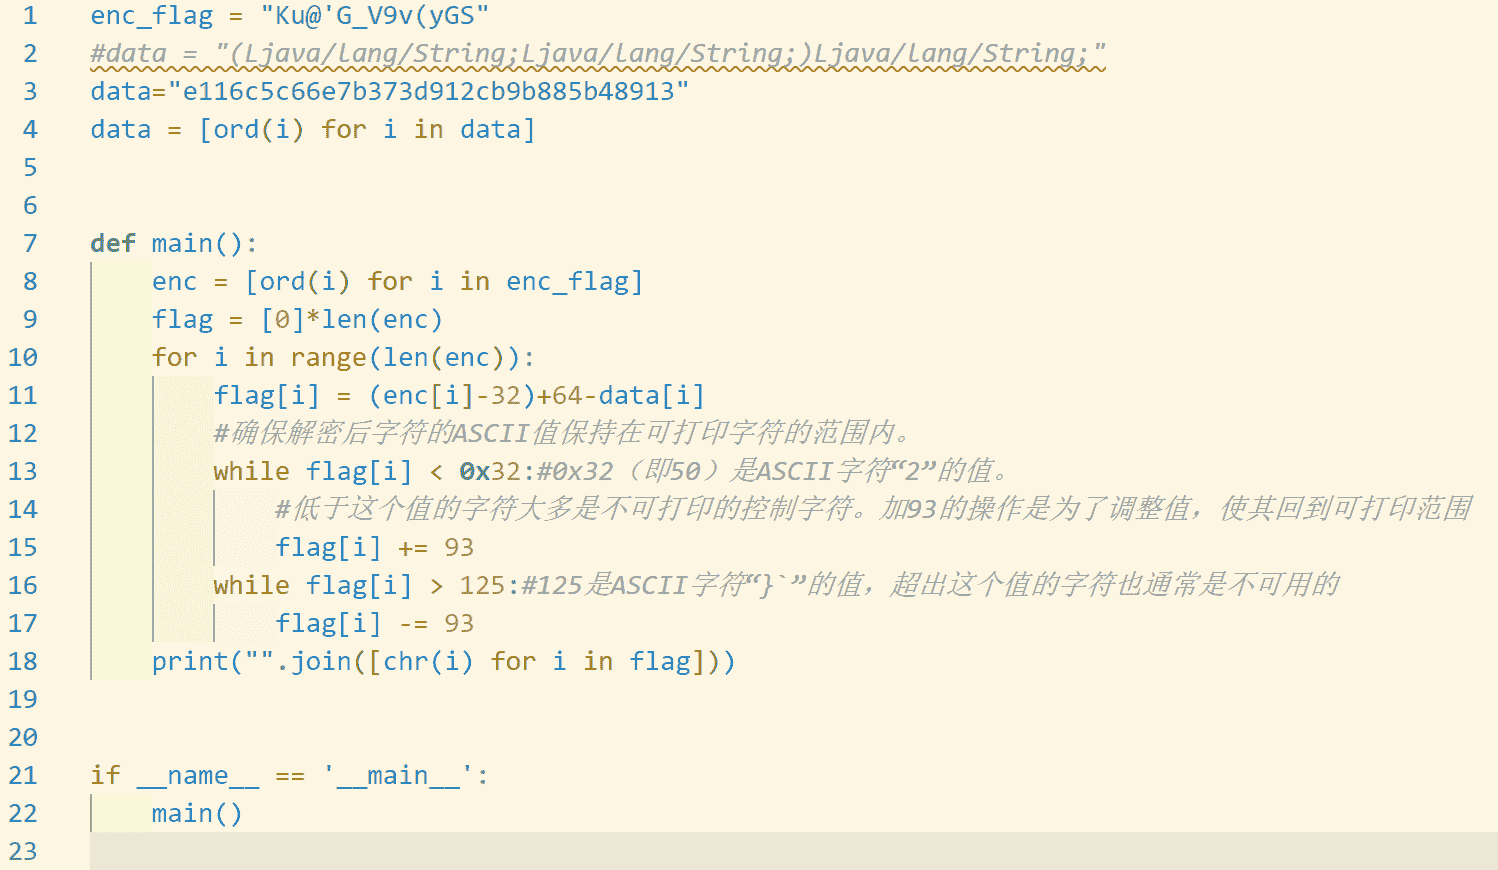 1 enc_flag = "Ku@'G_V9v(yGS"
2 #data = "(Ljava/lang/String;Ljava/lang/String;)Ljava/lang/String;"
3 data="e116c5c66e7b373d912cb9b885b48913"
4 data = [ord(i) for i in data]
5
6
7 def main():
8     enc = [ord(i) for i in enc_flag]
9     flag = [0]*len(enc)
10     for i in range(len(enc)):
11         flag[i] = (enc[i]-32)+64-data[i]
12         #确保解密后字符的ASCII值保持在可打印字符的范围内。
13         while flag[i] < 0x32:#0x32（即50）是ASCII字符“2”的值。
14             #低于这个值的字符大多是不可打印的控制字符。加93的操作是为了调整值，使其回到可打印范围
15             flag[i] += 93
16         while flag[i] > 125:#125是ASCII字符“}`”的值，超出这个值的字符也通常是不可用的
17             flag[i] -= 93
18     print("".join([chr(i) for i in flag]))
19
20
21 if __name__ == '__main__':
22     main()
23